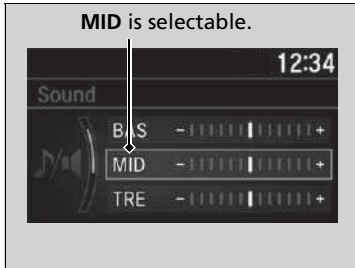 MID is selectable.
12:34
Sound
BAS - +
MID - +
TRE - +